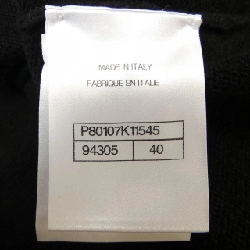 MADE IN ITALY
FABRIQUE EN ITALIE
P80107K11545
94305 40